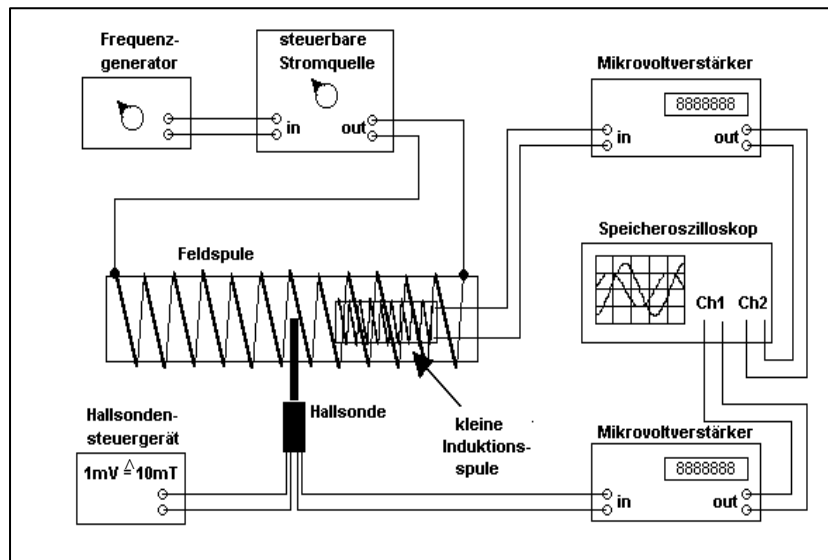 Frequenz-
generator
steuerbare
Stromquelle
in
out
Mikrovoltverstärker
8888888
in
out
Feldspule
Speicheroszilloskop
Ch1
Ch2
Hallsonden-
steuergerät
1mV ≙ 10mT
Hallsonde
kleine
Induktions-
spule
Mikrovoltverstärker
8888888
in
out